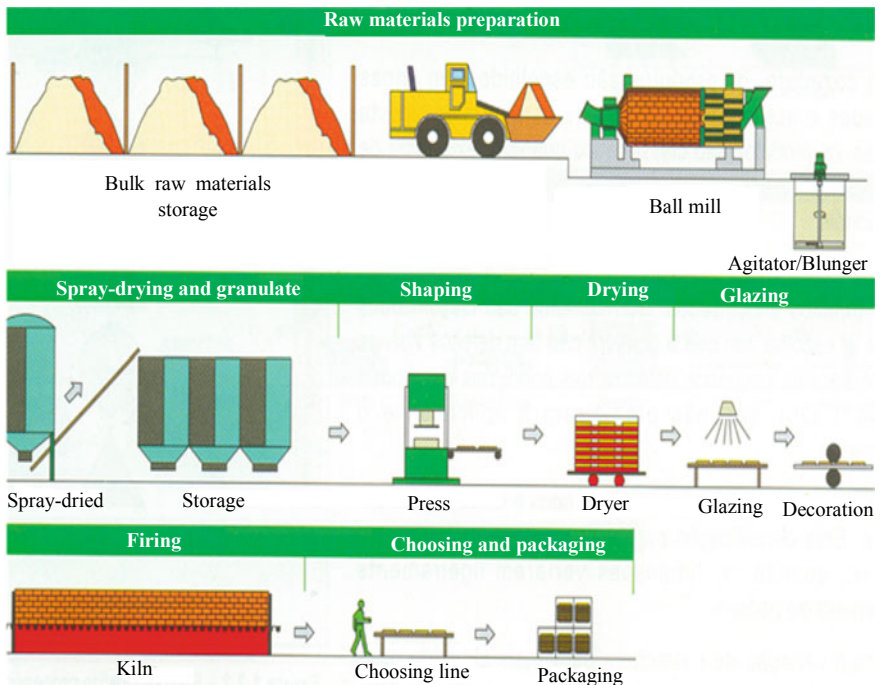 Raw materials preparation
Bulk raw materials
storage
Ball mill
Agitator/Blunger
Spray-drying and granulate
Shaping
Drying
Glazing
Spray-dried
Storage
Press
Dryer
Glazing
Decoration
Firing
Choosing and packaging
Kiln
Choosing line
Packaging